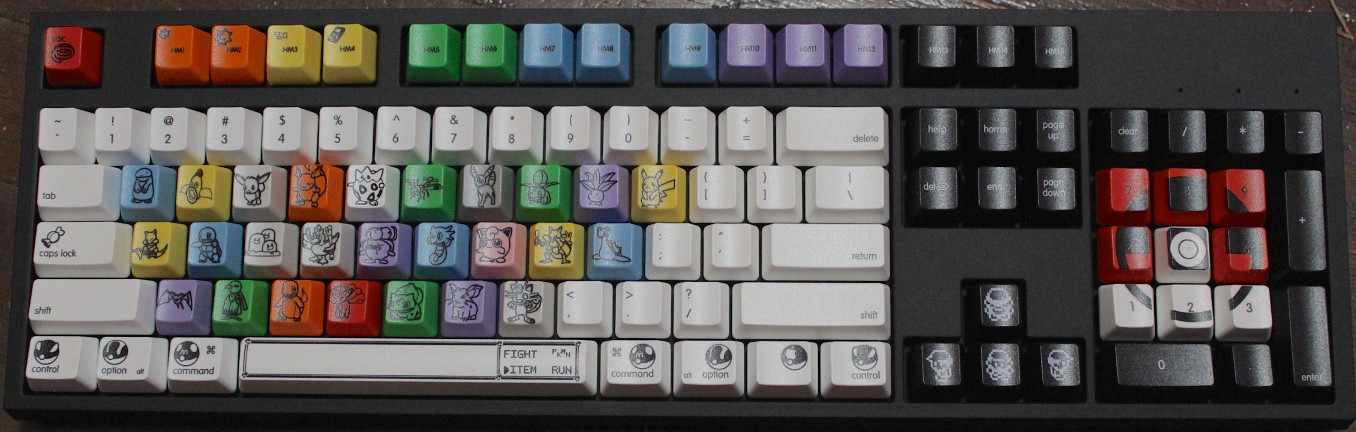 ESC HM1 HM2 HM3 HM4 HM5 HM6 HM7 HM8 HM9 HM10 HM11 HM12 HM13 HM14 HM15
~ ! @ # $ % ^ & * ( ) - +
` 1 2 3 4 5 6 7 8 9 0 - = delete
help home page up
clear / * -
tab { } |
[ ] \
del end page down
7 8 9 +
caps lock : " return
; '
shift < > ? shift
, . /
1 2 3
control option alt ⌘ command
FIGHT PKMN
▶ITEM RUN
⌘ command alt option control
0 enter